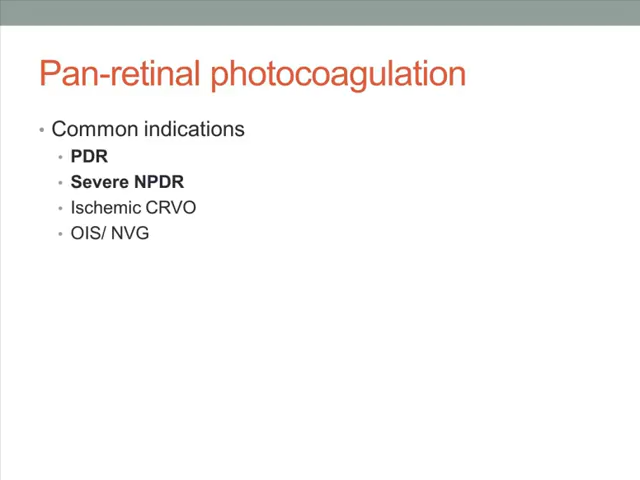 Pan-retinal photocoagulation
• Common indications
• PDR
• Severe NPDR
• Ischemic CRVO
• OIS/ NVG